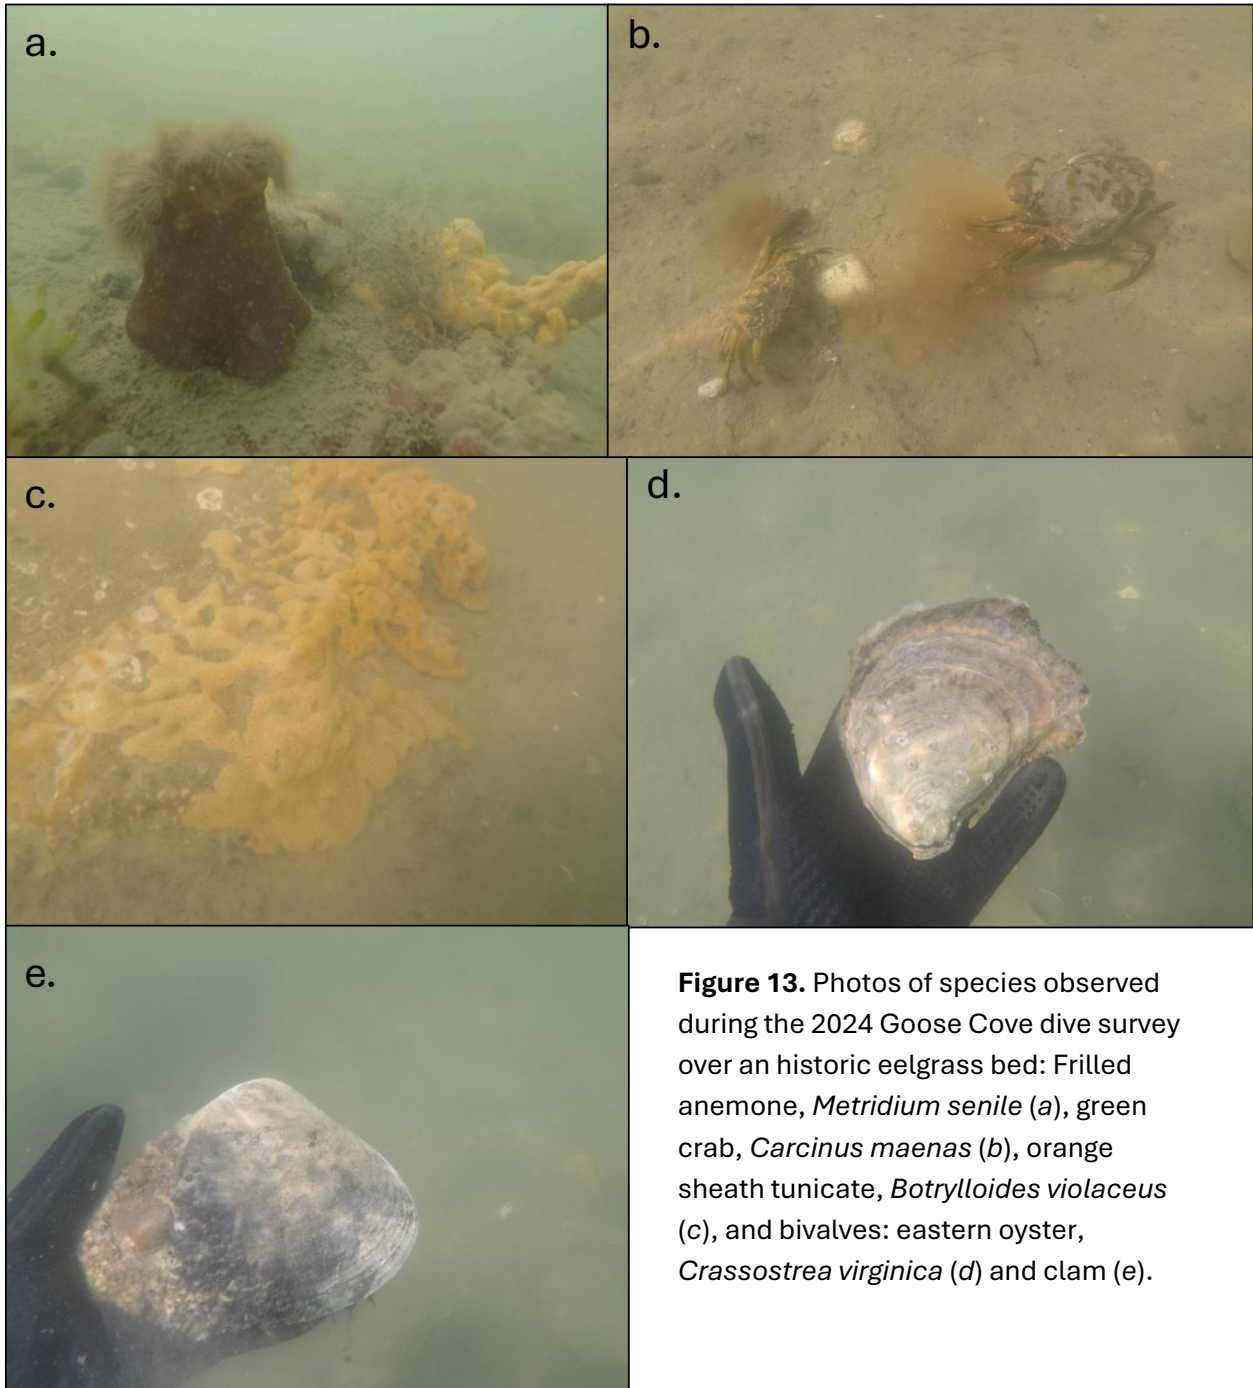 a.
b.
c.
d.
e.
Figure 13. Photos of species observed
during the 2024 Goose Cove dive survey
over an historic eelgrass bed: Frilled
anemone, Metridium senile (a), green
crab, Carcinus maenas (b), orange
sheath tunicate, Botrylloides violaceus
(c), and bivalves: eastern oyster,
Crassostrea virginica (d) and clam (e).